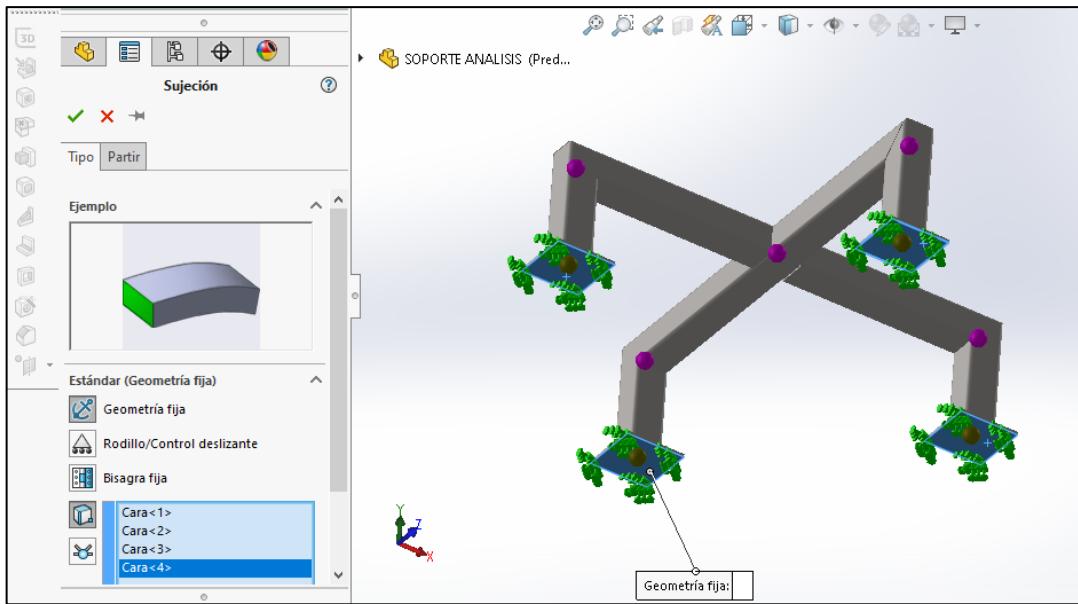 3D
Sujeción
SOPORTE ANALISIS (Pred...
Tipo
Partir
Ejemplo
Estándar (Geometría fija)
Geometría fija
Rodillo/Control deslizante
Bisagra fija
Cara<1>
Cara<2>
Cara<3>
Cara<4>
Y
Z
X
Geometría fija: